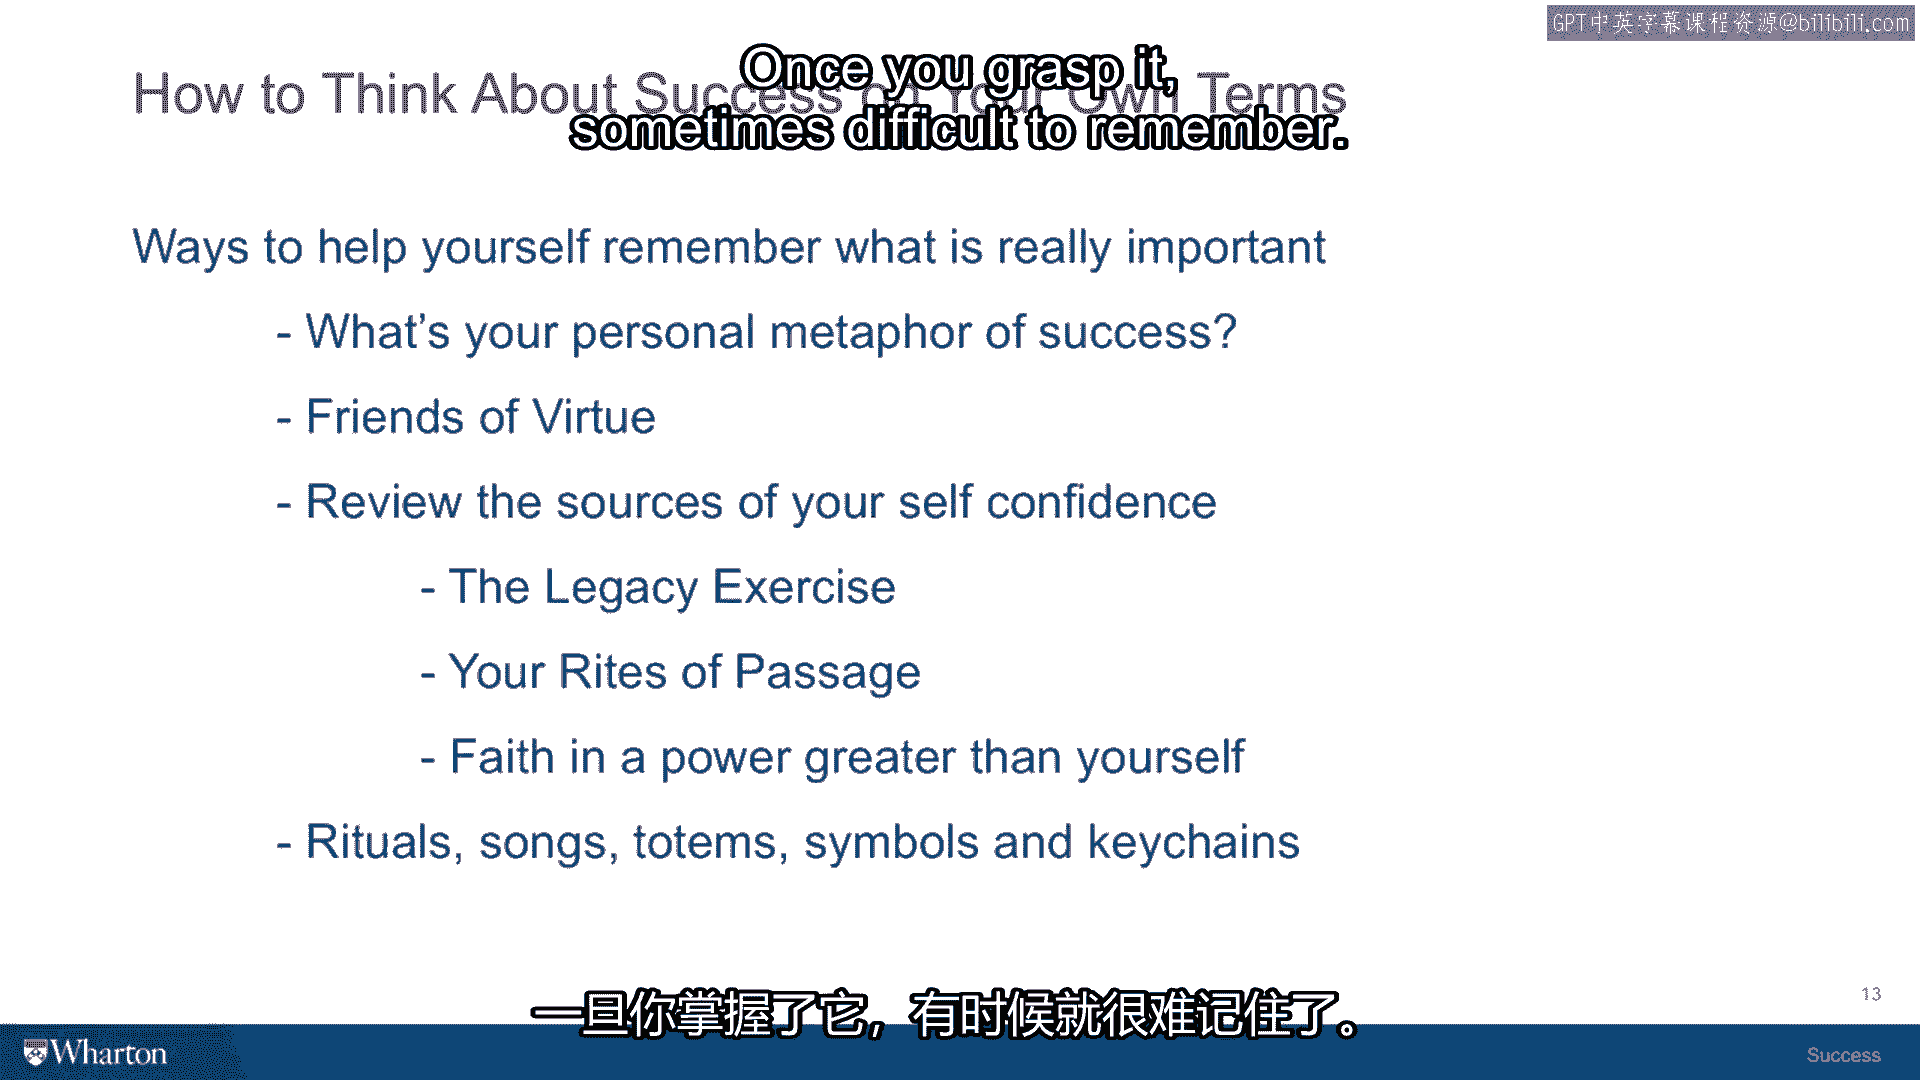 GPT中英字幕课程资源@bilibili.com
How to Think About Success on Your Own Terms
Once you grasp it,
sometimes difficult to remember.
Ways to help yourself remember what is really important
- What’s your personal metaphor of success?
- Friends of Virtue
- Review the sources of your self confidence
- The Legacy Exercise
- Your Rites of Passage
- Faith in a power greater than yourself
- Rituals, songs, totems, symbols and keychains
13
一旦你掌握了它，有时候就很难记住了。
Wharton
Success